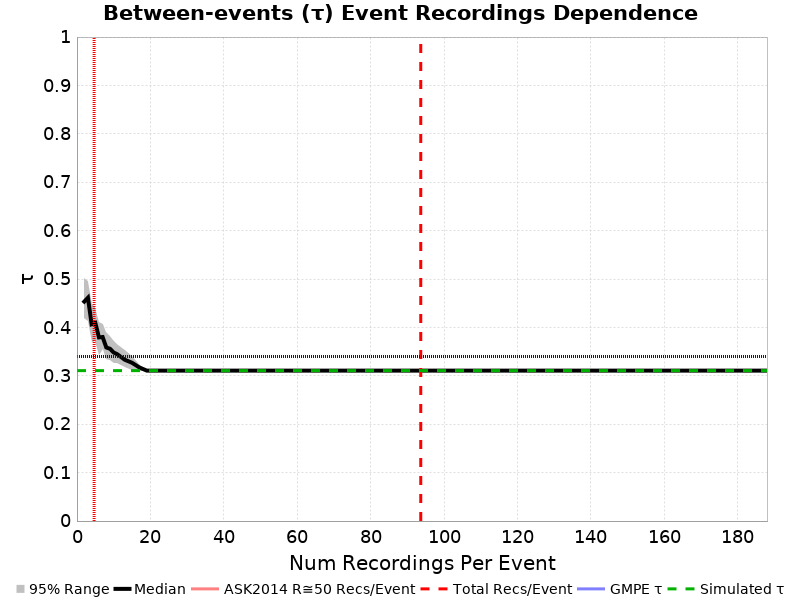 Between-events (τ) Event Recordings Dependence
1
0.9
0.8
0.7
0.6
0.5
0.4
0.3
0.2
0.1
0
τ
0 20 40 60 80 100 120 140 160 180
Num Recordings Per Event
95% Range Median ASK2014 R≅50 Recs/Event Total Recs/Event GMPE τ Simulated τ